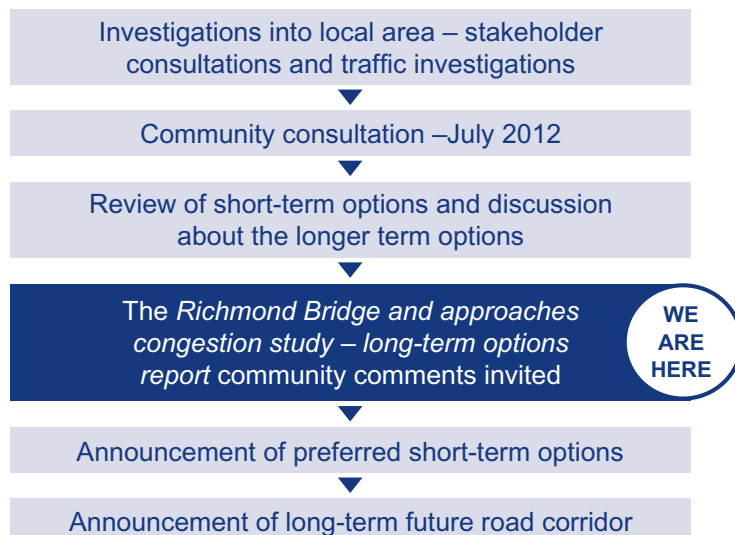 Investigations into local area – stakeholder
consultations and traffic investigations
Community consultation –July 2012
Review of short-term options and discussion
about the longer term options
The Richmond Bridge and approaches
congestion study – long-term options
report community comments invited
WE
ARE
HERE
Announcement of preferred short-term options
Announcement of long-term future road corridor